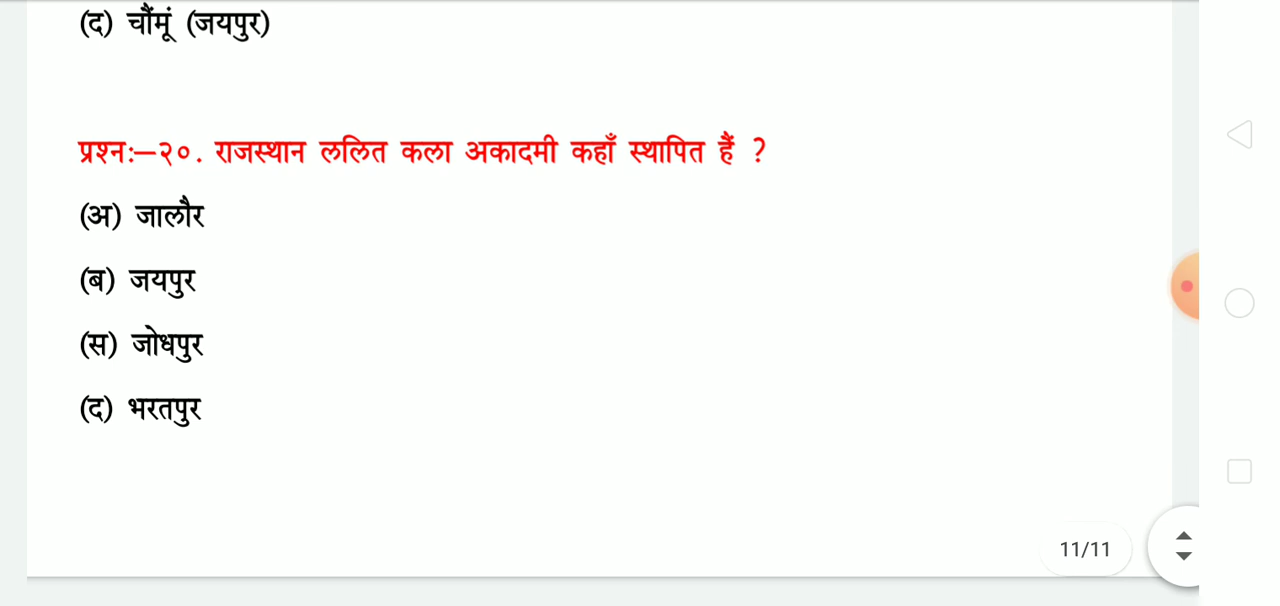 (द) चौंमूं (जयपुर)
प्रश्न:–२०. राजस्थान ललित कला अकादमी कहाँ स्थापित हैं ?
(अ) जालौर
(ब) जयपुर
(स) जोधपुर
(द) भरतपुर
11/11